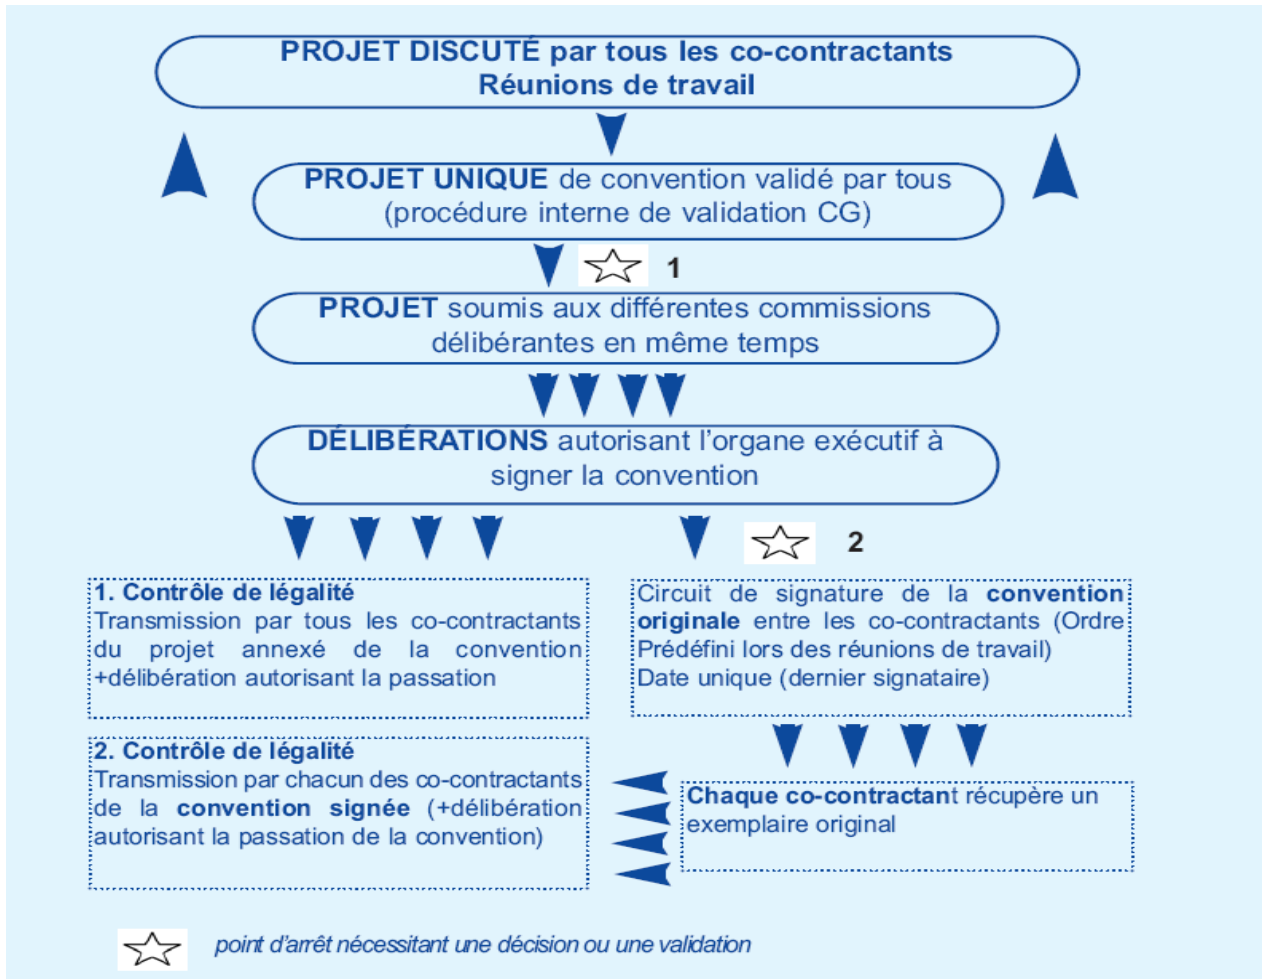 PROJET DISCUTÉ par tous les co-contractants
Réunions de travail
PROJET UNIQUE de convention validé par tous
(procédure interne de validation CG)
1
PROJET soumis aux différentes commissions
délibérantes en même temps
DÉLIBÉRATIONS autorisant l'organe exécutif à
signer la convention
2
1. Contrôle de légalité
Transmission par tous les co-contractants
du projet annexé de la convention
+délibération autorisant la passation
Circuit de signature de la convention
originale entre les co-contractants (Ordre
Prédéfini lors des réunions de travail)
Date unique (dernier signataire)
2. Contrôle de légalité
Transmission par chacun des co-contractants
de la convention signée (+délibération
autorisant la passation de la convention)
Chaque co-contractant récupère un
exemplaire original
point d'arrêt nécessitant une décision ou une validation